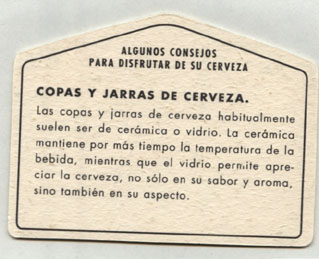 ALGUNOS CONSEJOS
PARA DISFRUTAR DE SU CERVEZA
COPAS Y JARRAS DE CERVEZA.
Las copas y jarras de cerveza habitualmente
suelen ser de cerámica o vidrio. La cerámica
mantiene por más tiempo la temperatura de la
bebida, mientras que el vidrio permite apre-
ciar la cerveza, no sólo en su sabor y aroma,
sino también en su aspecto.